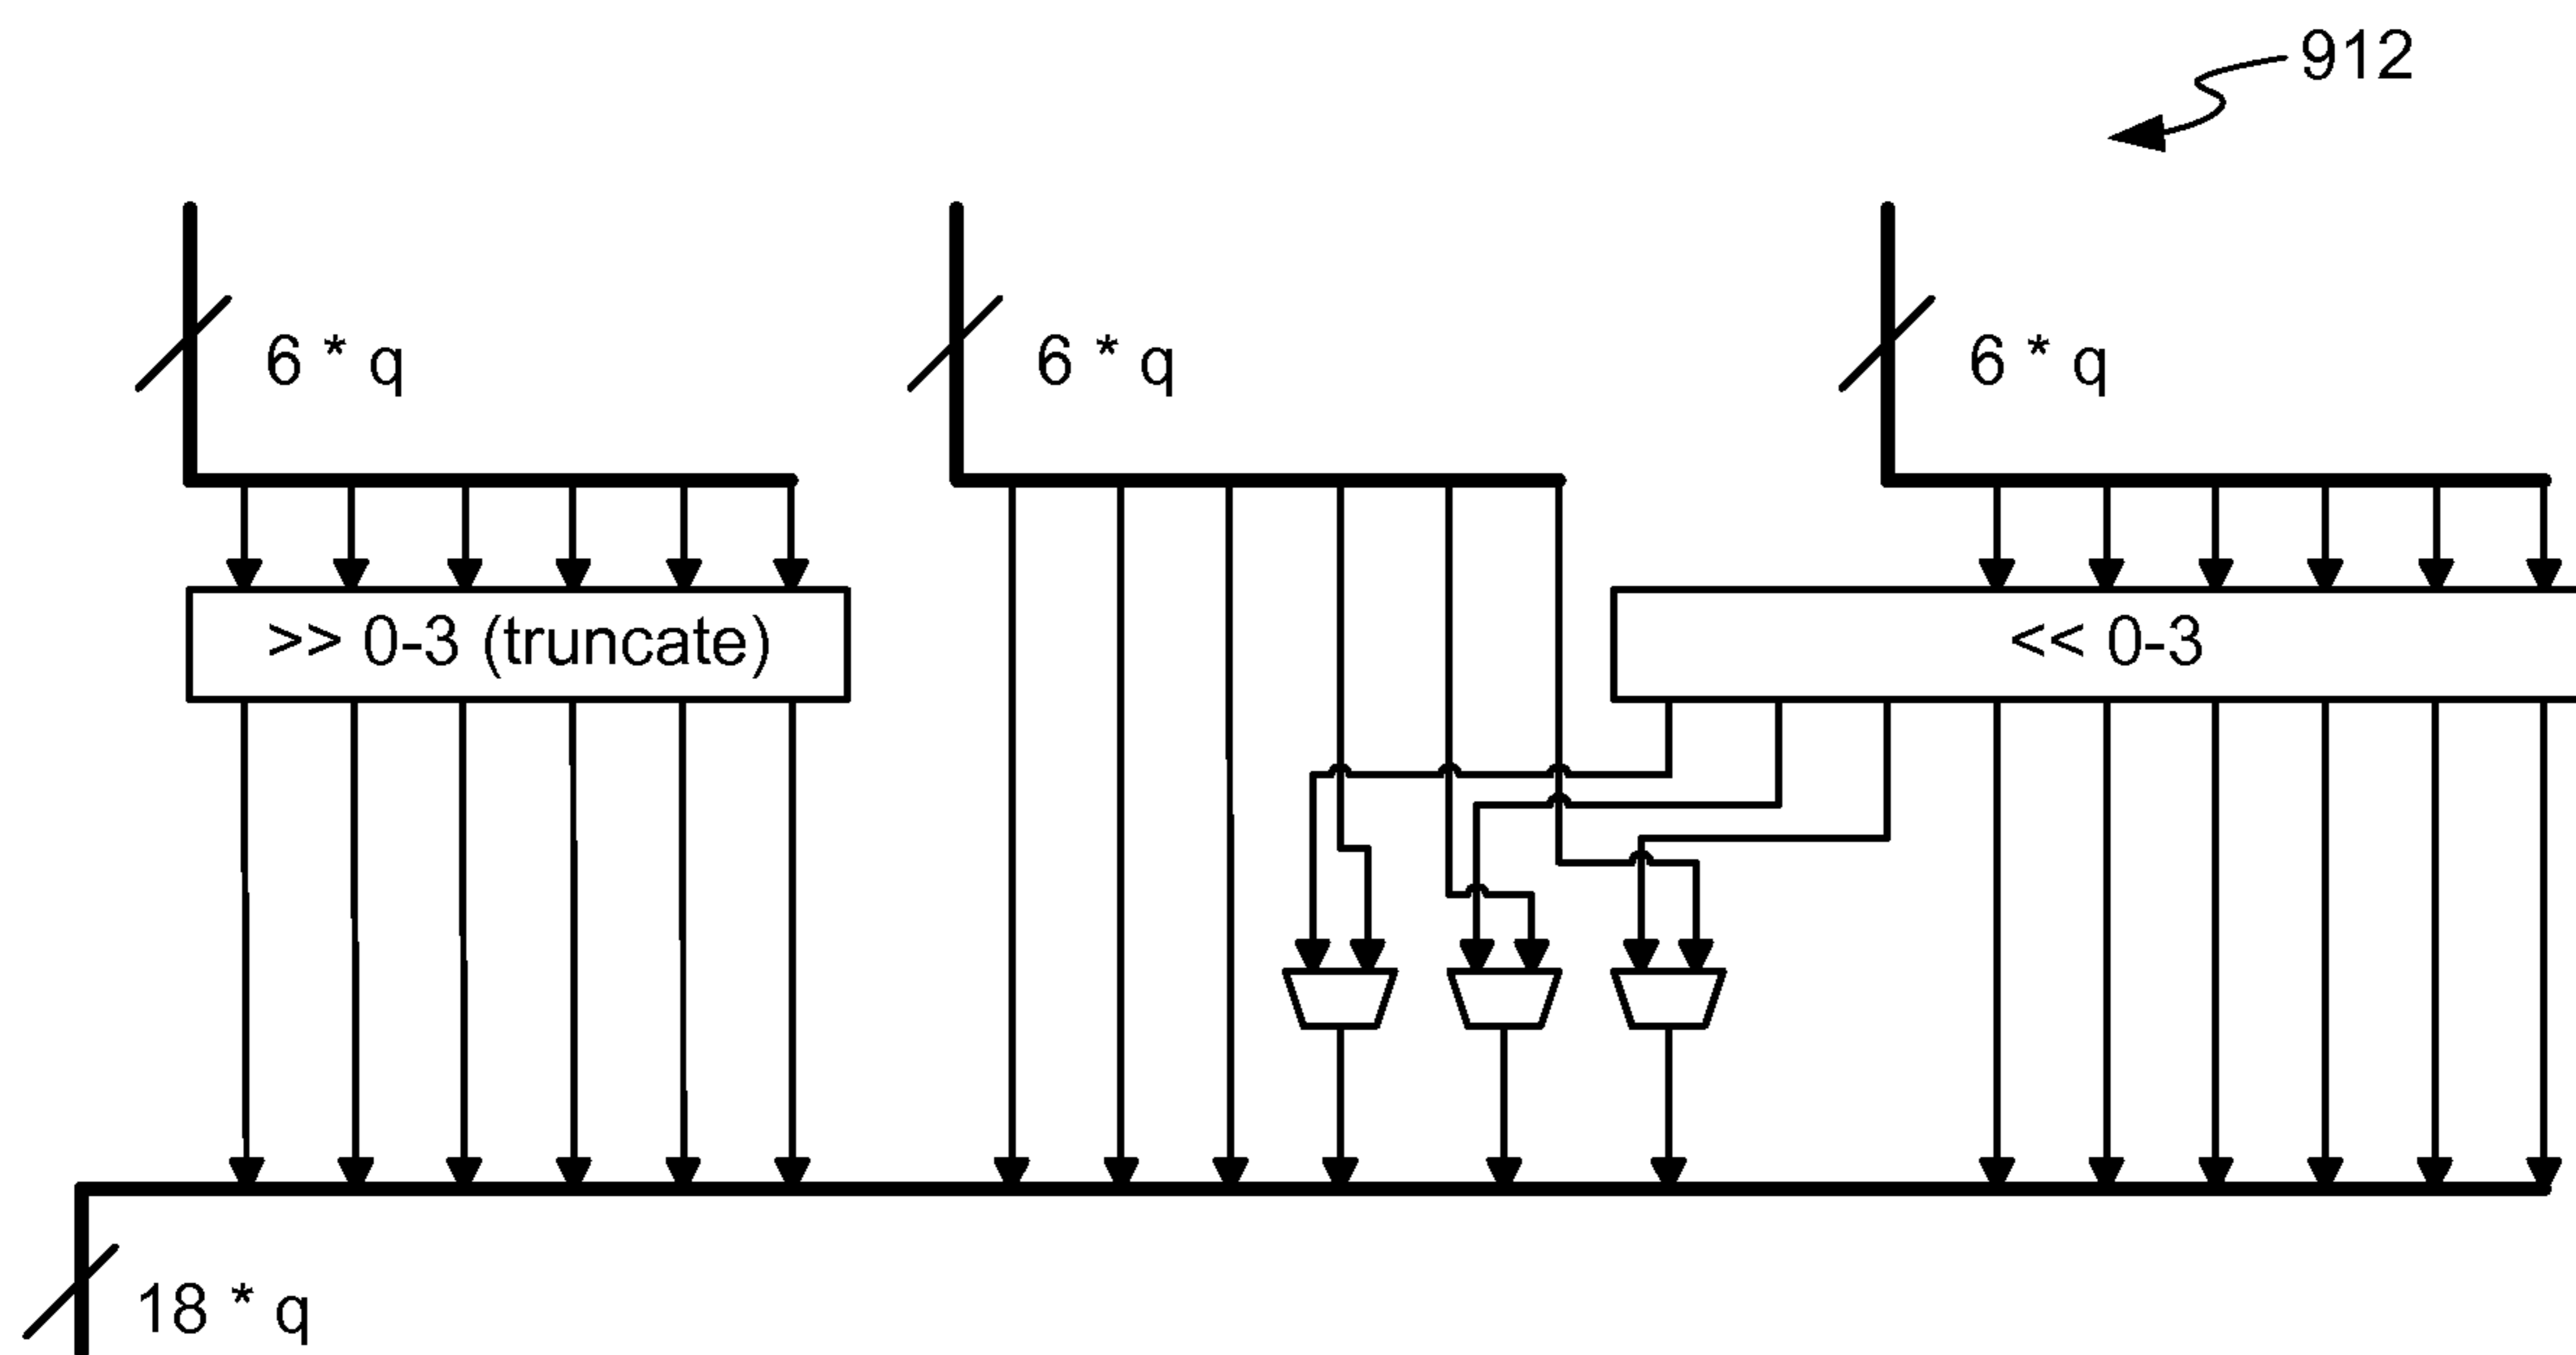 912
6 * q
6 * q
6 * q
>> 0-3 (truncate)
<< 0-3
18 * q